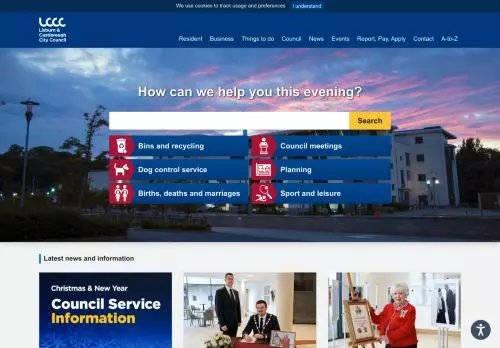 We use cookies to track usage and preferences I understand
LCCC
Lisburn &
Castlereagh
City Council
Resident Business Things to do Council News Events Report, Pay, Apply Contact A-to-Z
How can we help you this evening?
Search
Bins and recycling
Council meetings
Dog control service
Planning
Births, deaths and marriages
Sport and leisure
Latest news and information
Christmas & New Year
Council Service
Information